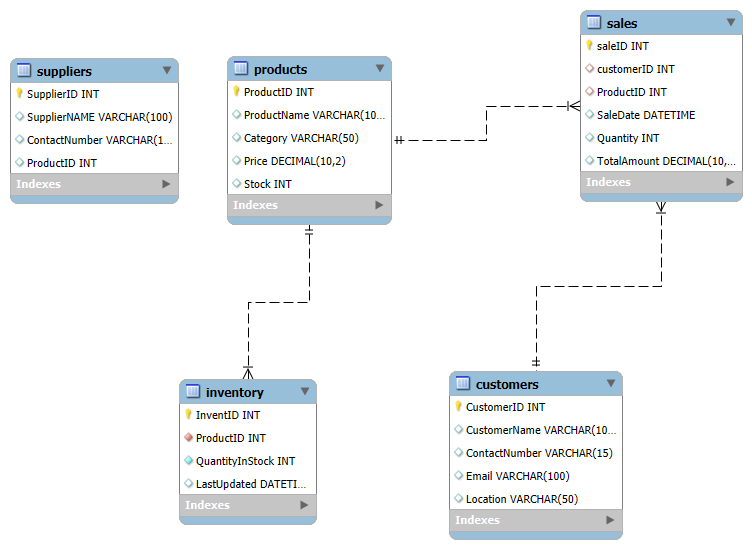 suppliers
SupplierID INT
SupplierNAME VARCHAR(100)
ContactNumber VARCHAR(1...
ProductID INT
Indexes
products
ProductID INT
ProductName VARCHAR(10...
Category VARCHAR(50)
Price DECIMAL(10,2)
Stock INT
Indexes
sales
saleID INT
customerID INT
ProductID INT
SaleDate DATETIME
Quantity INT
TotalAmount DECIMAL(10,...
Indexes
inventory
InventID INT
ProductID INT
QuantityInStock INT
LastUpdated DATETI...
Indexes
customers
CustomerID INT
CustomerName VARCHAR(10...
ContactNumber VARCHAR(15)
Email VARCHAR(100)
Location VARCHAR(50)
Indexes